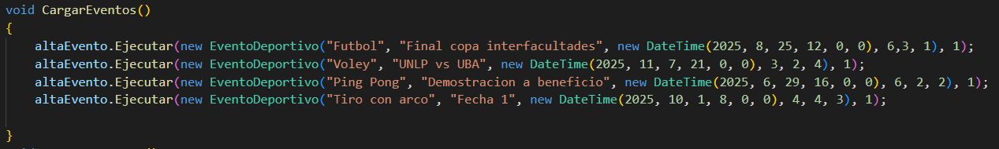 void CargarEventos()
{
    altaEvento.Ejecutar(new EventoDeportivo("Futbol", "Final copa interfacultades", new DateTime(2025, 8, 25, 12, 0, 0), 6,3, 1), 1);
    altaEvento.Ejecutar(new EventoDeportivo("Voley", "UNLP vs UBA", new DateTime(2025, 11, 7, 21, 0, 0), 3, 2, 4), 1);
    altaEvento.Ejecutar(new EventoDeportivo("Ping Pong", "Demostracion a beneficio", new DateTime(2025, 6, 29, 16, 0, 0), 6, 2, 2), 1);
    altaEvento.Ejecutar(new EventoDeportivo("Tiro con arco", "Fecha 1", new DateTime(2025, 10, 1, 8, 0, 0), 4, 4, 3), 1);
}